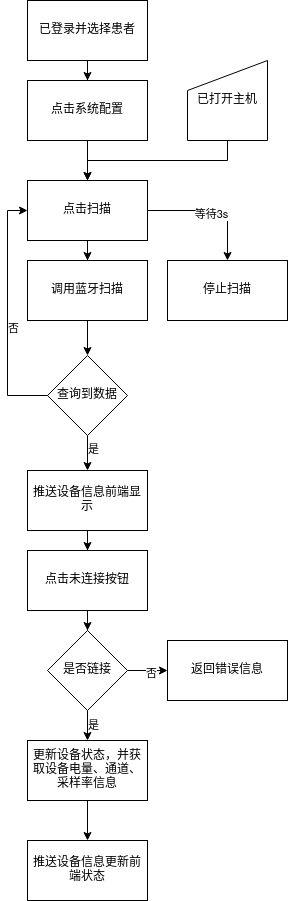 已登录并选择患者
点击系统配置
已打开主机
点击扫描
等待3s
调用蓝牙扫描
停止扫描
否
查询到数据
是
推送设备信息前端显
示
点击未连接按钮
是否链接
否
返回错误信息
是
更新设备状态，并获
取设备电量、通道、
采样率信息
推送设备信息更新前
端状态